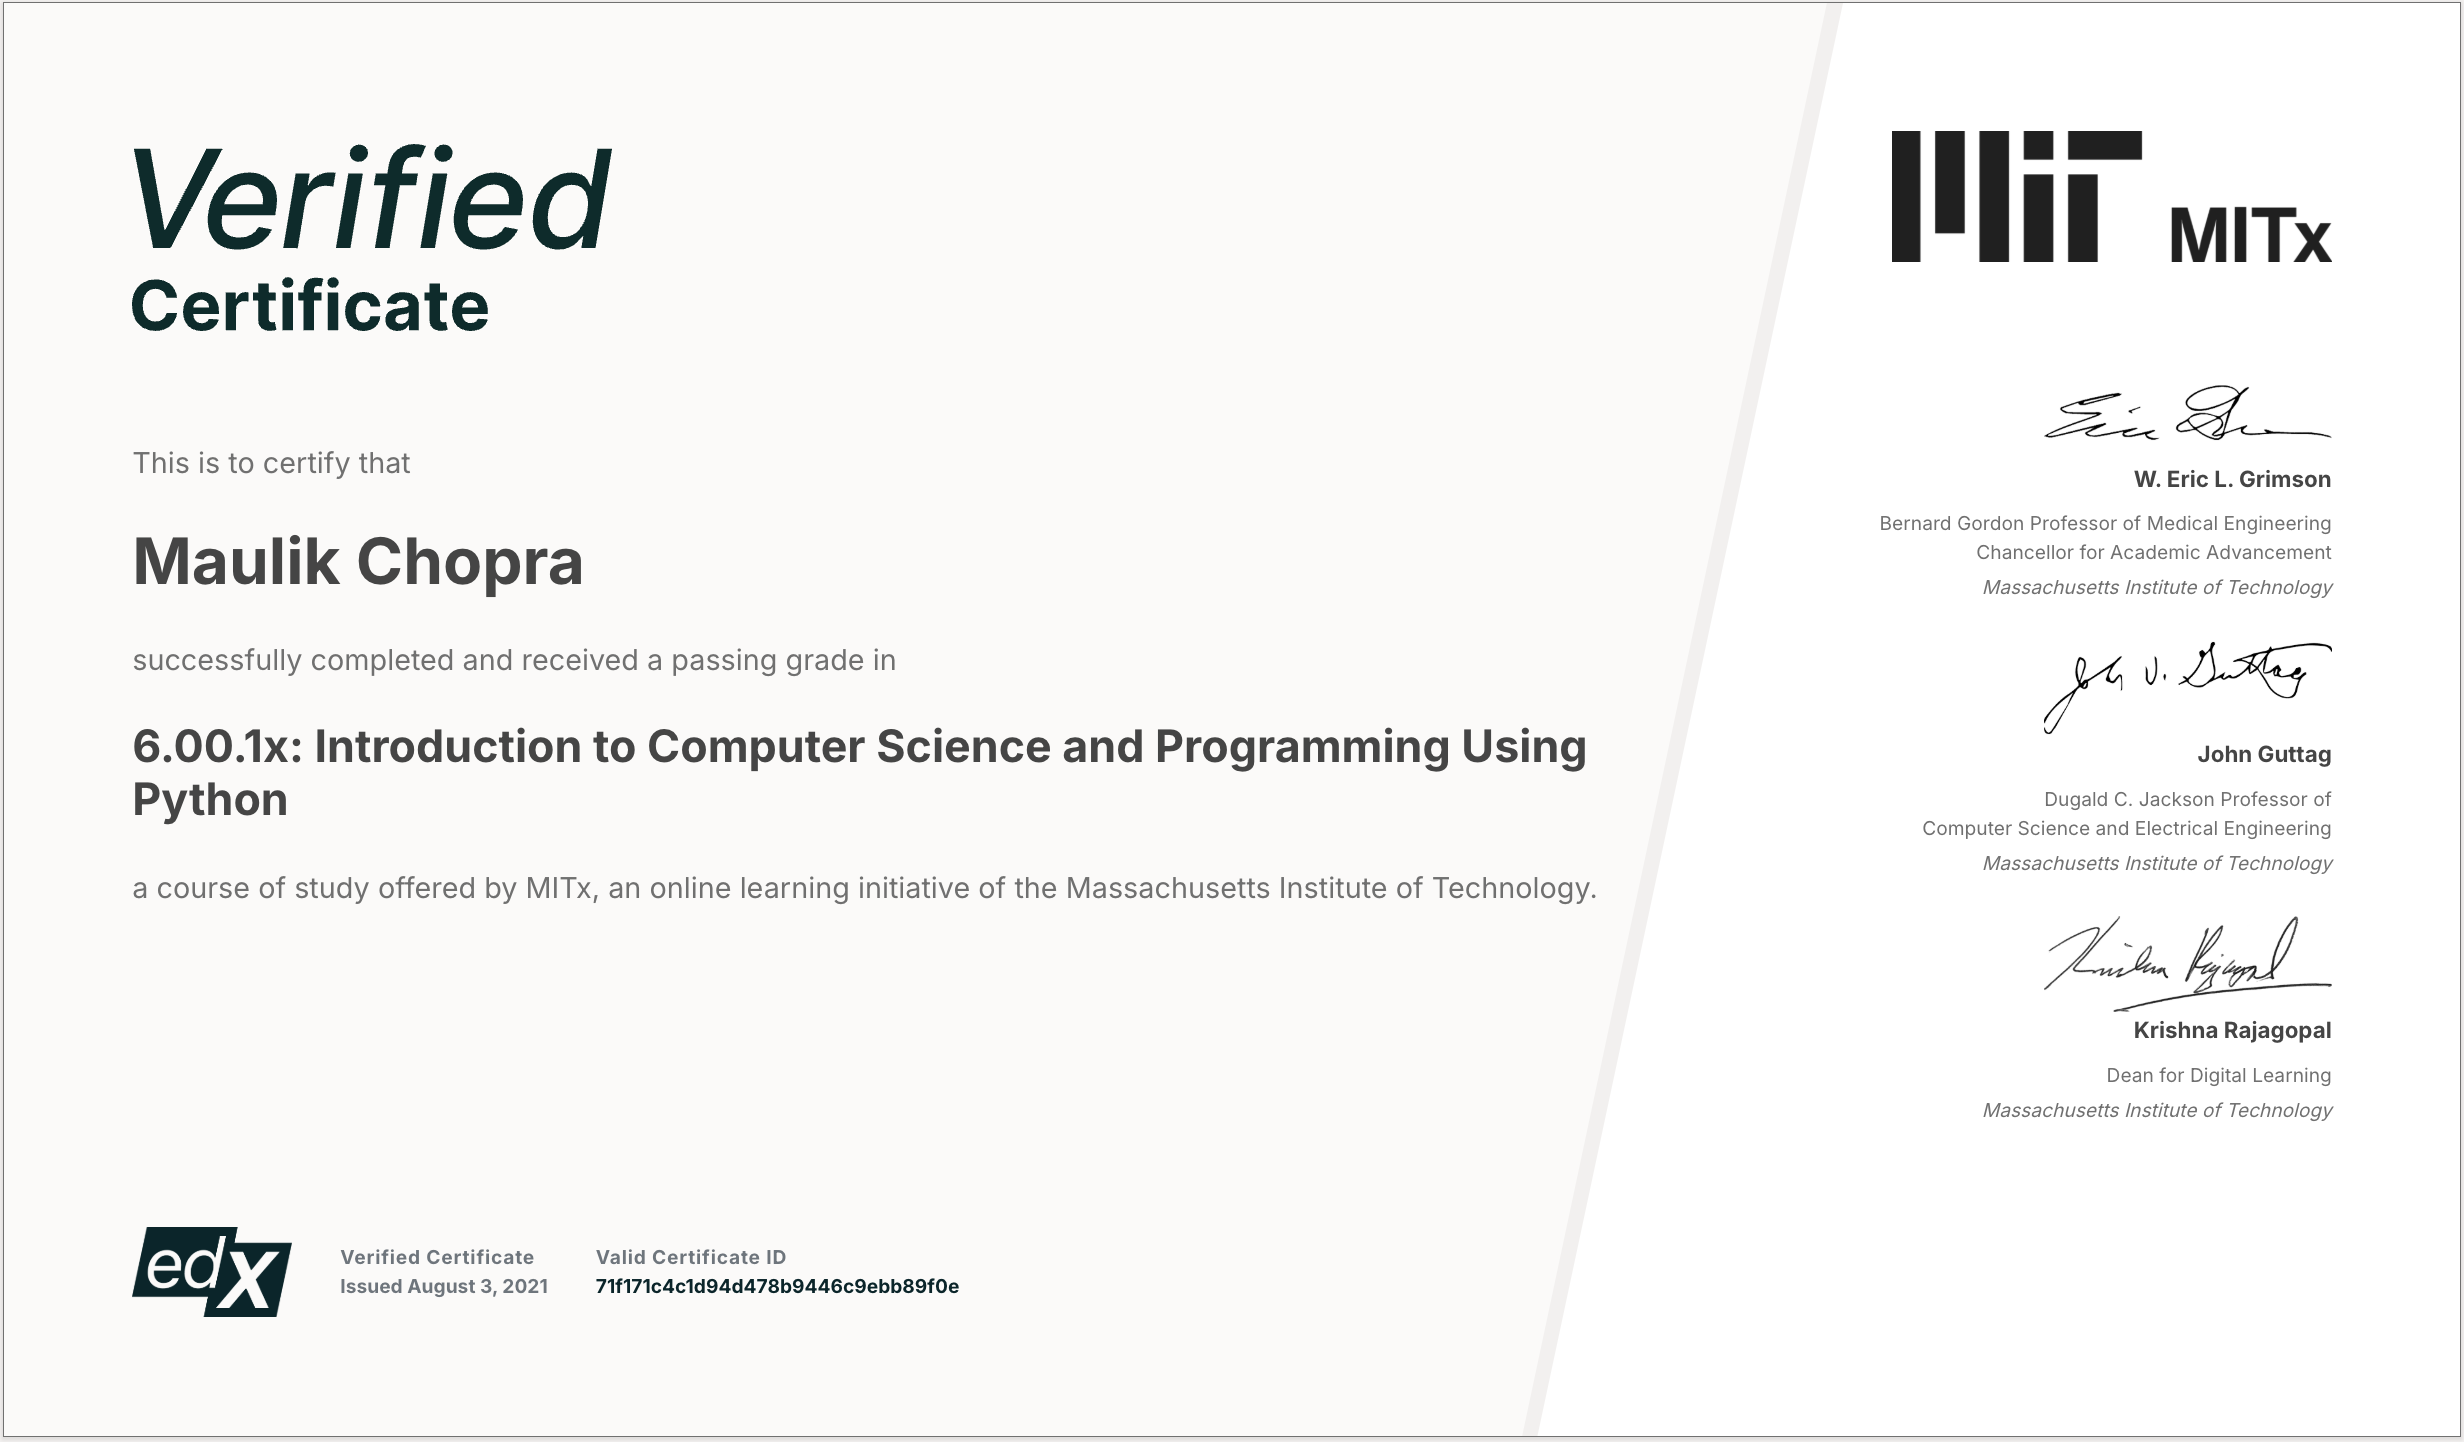 Verified
Certificate
This is to certify that
Maulik Chopra
successfully completed and received a passing grade in
6.00.1x: Introduction to Computer Science and Programming Using
Python
a course of study offered by MITx, an online learning initiative of the Massachusetts Institute of Technology.
edX
Verified Certificate
Issued August 3, 2021
Valid Certificate ID
71f171c4c1d94d478b9446c9ebb89f0e
MIT MITx
W. Eric L. Grimson
Bernard Gordon Professor of Medical Engineering
Chancellor for Academic Advancement
Massachusetts Institute of Technology
John V. Guttag
John Guttag
Dugald C. Jackson Professor of
Computer Science and Electrical Engineering
Massachusetts Institute of Technology
Krishna Rajagopal
Krishna Rajagopal
Dean for Digital Learning
Massachusetts Institute of Technology